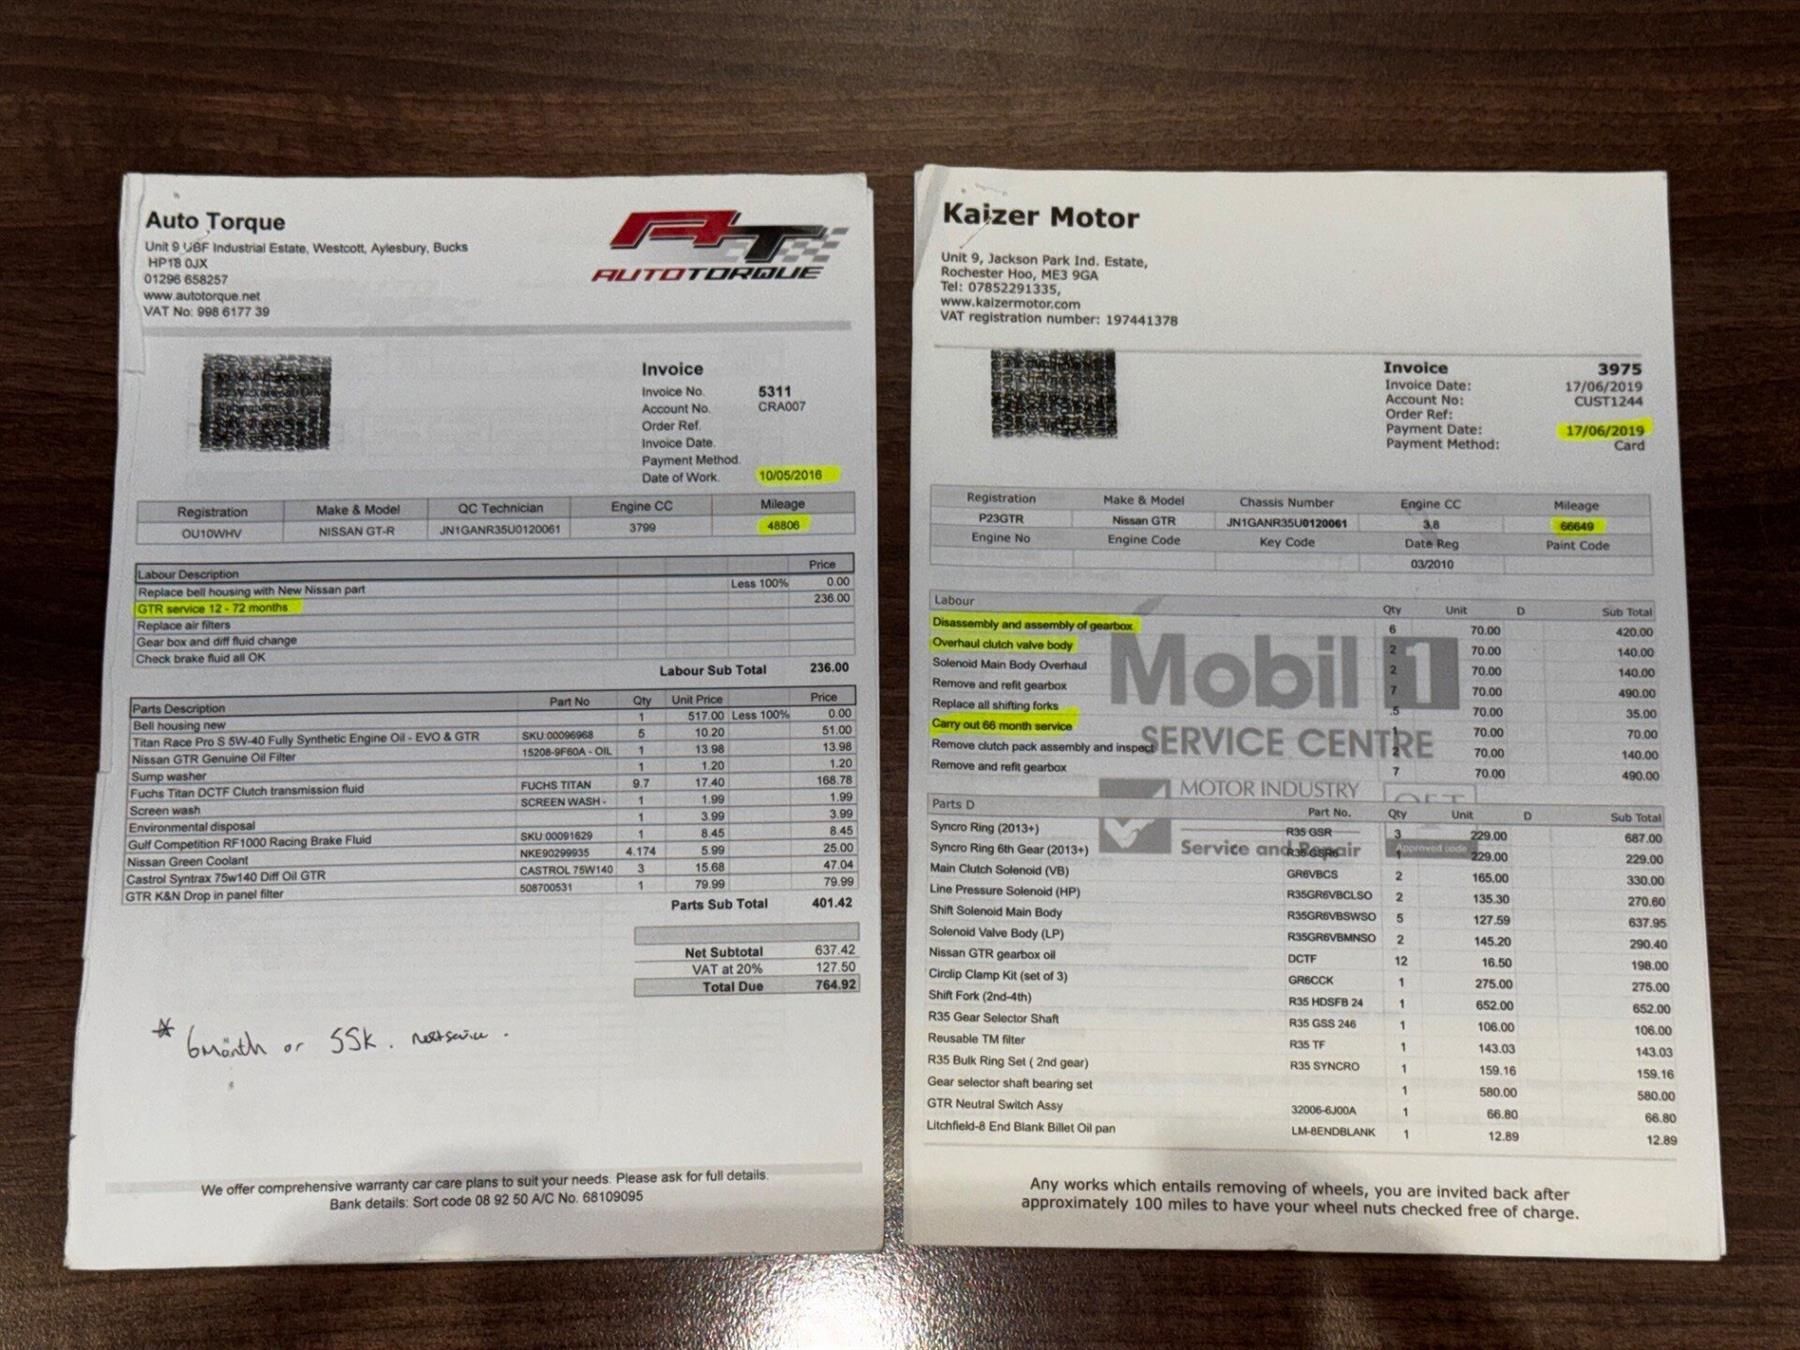 Auto Torque
Unit 9 UBF Industrial Estate, Westcott, Aylesbury, Bucks
HP18 0JX
01296 658257
www.autotorque.net
VAT No: 998 6177 39
AT
AUTOTORQUE
Invoice
Invoice No. 5311
Account No. CRA007
Order Ref.
Invoice Date.
Payment Method.
Date of Work. 10/05/2016
Registration Make & Model QC Technician Engine CC Mileage
OU10WHV NISSAN GT-R JN1GANR35U0120061 3799 48806
Labour Description Price
Replace bell housing with New Nissan part Less 100% 0.00
GTR service 12 - 72 months 236.00
Replace air filters
Gear box and diff fluid change
Check brake fluid all OK
Labour Sub Total 236.00
Parts Description Part No Qty Unit Price Price
Bell housing new 1 517.00 Less 100% 0.00
Titan Race Pro S 5W-40 Fully Synthetic Engine Oil - EVO & GTR SKU:00096968 5 10.20 51.00
Nissan GTR Genuine Oil Filter 15208-9F60A - OIL 1 13.98 13.98
Sump washer 1 1.20 1.20
Fuchs Titan DCTF Clutch transmission fluid FUCHS TITAN 9.7 17.40 168.78
Screen wash SCREEN WASH - 1 1.99 1.99
Environmental disposal 1 3.99 3.99
Gulf Competition RF1000 Racing Brake Fluid SKU:00091629 1 8.45 8.45
Nissan Green Coolant NKE90299935 4.174 5.99 25.00
Castrol Syntrax 75w140 Diff Oil GTR CASTROL 75W140 3 15.68 47.04
GTR K&N Drop in panel filter 508700531 1 79.99 79.99
Parts Sub Total 401.42
Net Subtotal 637.42
VAT at 20% 127.50
Total Due 764.92
* 6month or 55k. next service.
We offer comprehensive warranty car care plans to suit your needs. Please ask for full details.
Bank details: Sort code 08 92 50 A/C No. 68109095
Kaizer Motor
Unit 9, Jackson Park Ind. Estate,
Rochester Hoo, ME3 9GA
Tel: 07852291335,
www.kaizermotor.com
VAT registration number: 197441378
Invoice 3975
Invoice Date: 17/06/2019
Account No: CUST1244
Order Ref:
Payment Date: 17/06/2019
Payment Method: Card
Registration Make & Model Chassis Number Engine CC Mileage
P23GTR Nissan GTR JN1GANR35U0120061 3.8 66649
Engine No Engine Code Key Code Date Reg Paint Code
03/2010
Labour Qty Unit D Sub Total
Disassembly and assembly of gearbox 6 70.00 420.00
Overhaul clutch valve body 2 70.00 140.00
Solenoid Main Body Overhaul 2 70.00 140.00
Remove and refit gearbox 7 70.00 490.00
Replace all shifting forks .5 70.00 35.00
Carry out 66 month service 1 70.00 70.00
Remove clutch pack assembly and inspect 2 70.00 140.00
Remove and refit gearbox 7 70.00 490.00
Mobil 1
SERVICE CENTRE
MOTOR INDUSTRY
Service and Repair
Approved code
Parts D Part No. Qty Unit D Sub Total
Syncro Ring (2013+) R35 GSR 3 229.00 687.00
Syncro Ring 6th Gear (2013+) R35 GSR6 1 229.00 229.00
Main Clutch Solenoid (VB) GR6VBCS 2 165.00 330.00
Line Pressure Solenoid (HP) R35GR6VBCLSO 2 135.30 270.60
Shift Solenoid Main Body R35GR6VBSWSO 5 127.59 637.95
Solenoid Valve Body (LP) R35GR6VBMNSO 2 145.20 290.40
Nissan GTR gearbox oil DCTF 12 16.50 198.00
Circlip Clamp Kit (set of 3) GR6CCK 1 275.00 275.00
Shift Fork (2nd-4th) R35 HDSFB 24 1 652.00 652.00
R35 Gear Selector Shaft R35 GSS 246 1 106.00 106.00
Reusable TM filter R35 TF 1 143.03 143.03
R35 Bulk Ring Set ( 2nd gear) R35 SYNCRO 1 159.16 159.16
Gear selector shaft bearing set 1 580.00 580.00
GTR Neutral Switch Assy 32006-6J00A 1 66.80 66.80
Litchfield-8 End Blank Billet Oil pan LM-8ENDBLANK 1 12.89 12.89
Any works which entails removing of wheels, you are invited back after
approximately 100 miles to have your wheel nuts checked free of charge.